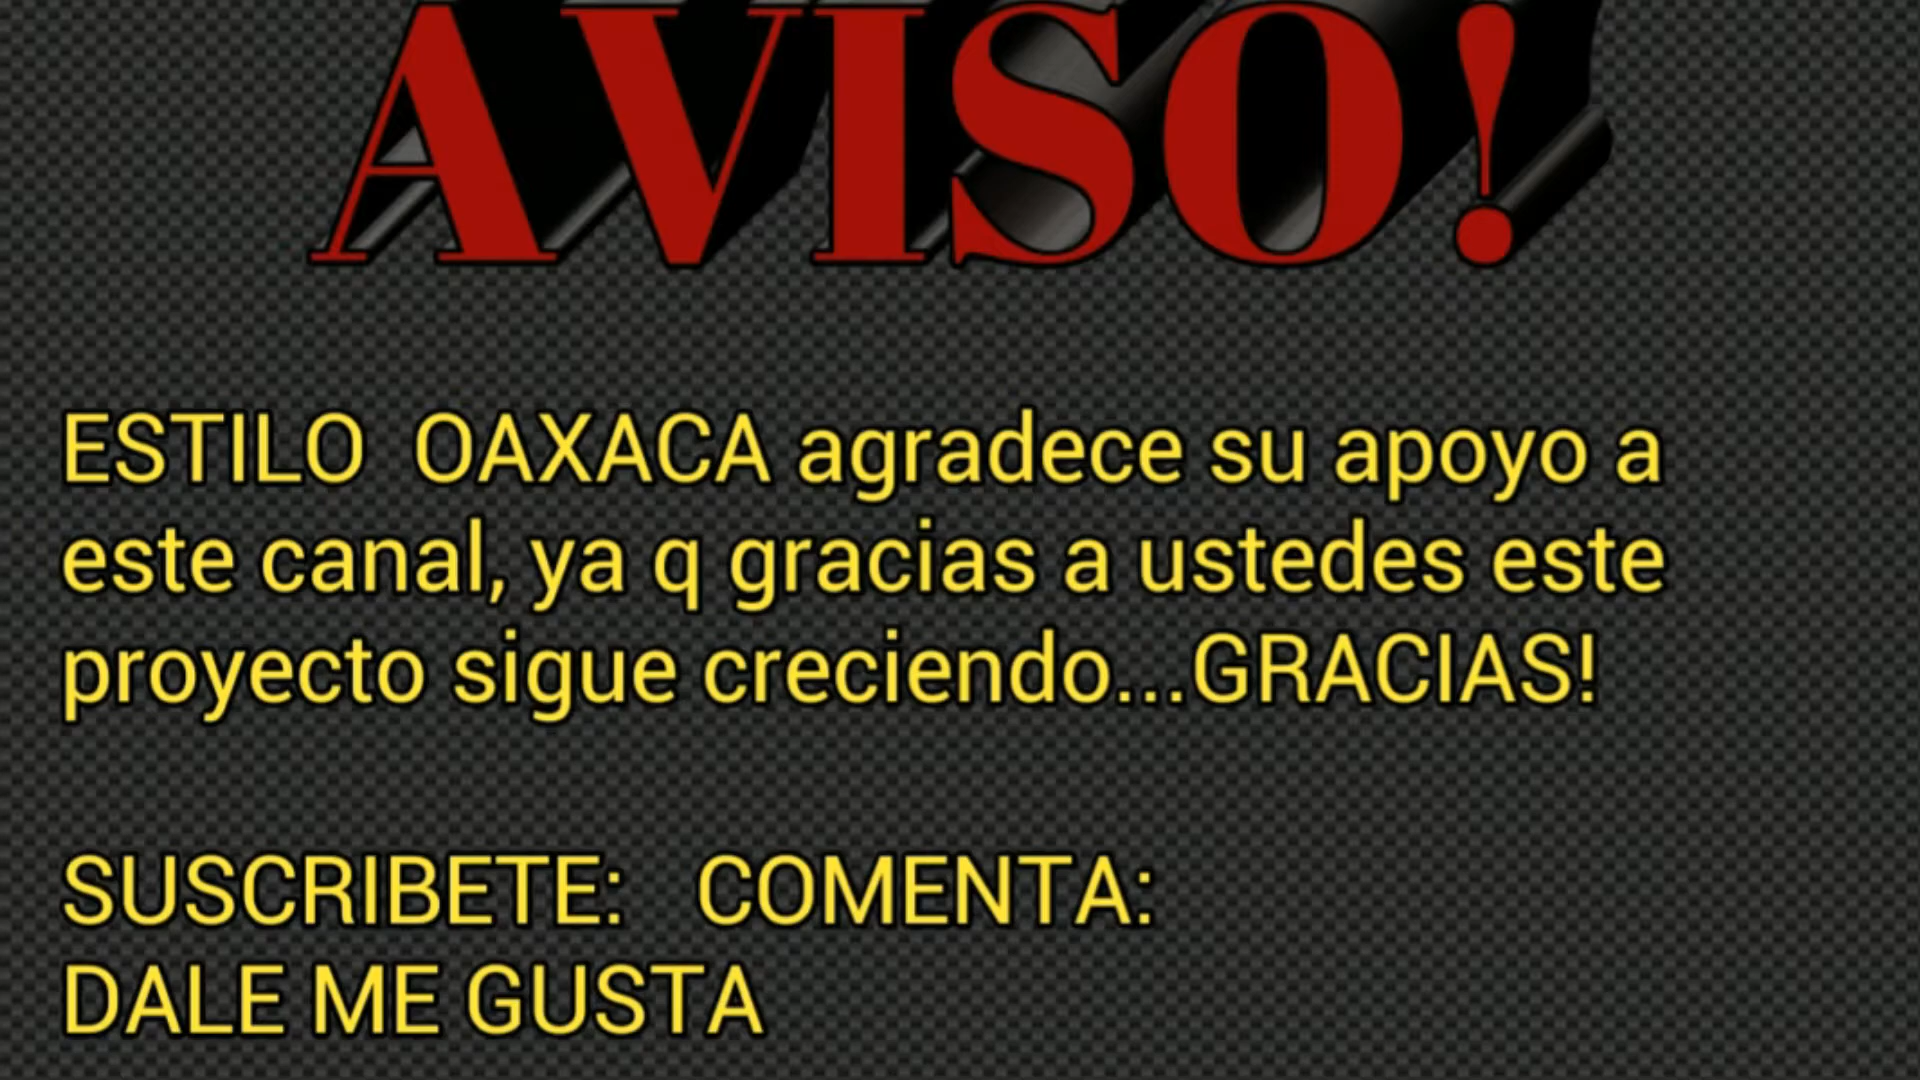 AVISO!
ESTILO OAXACA agradece su apoyo a
este canal, ya q gracias a ustedes este
proyecto sigue creciendo...GRACIAS!
SUSCRIBETE: COMENTA:
DALE ME GUSTA